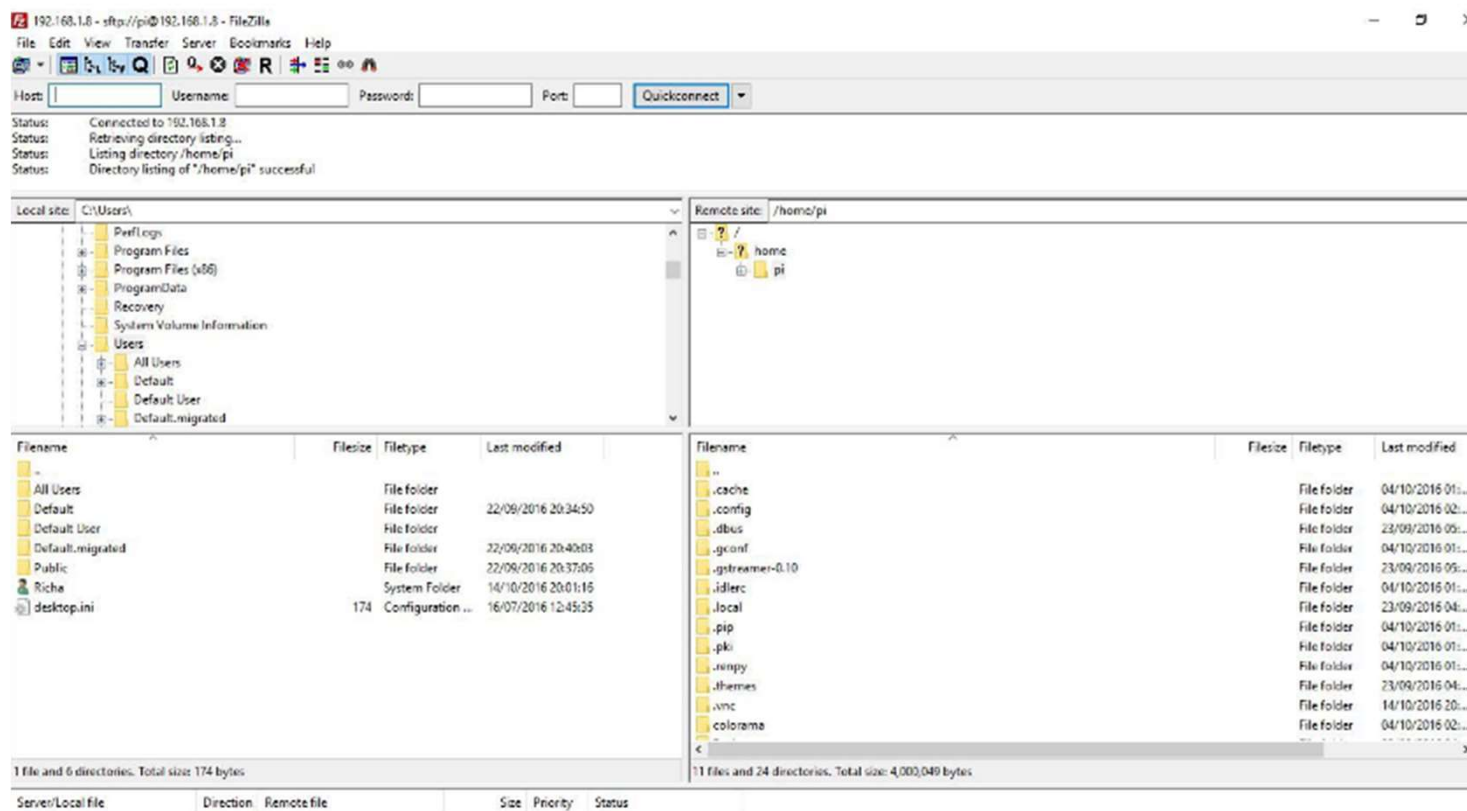 192.168.1.8 - sftp://pi@192.168.1.8 - FileZilla
File Edit View Transfer Server Bookmarks Help
Host: Username: Password: Port: Quickconnect
Status: Connected to 192.168.1.8
Status: Retrieving directory listing...
Status: Listing directory /home/pi
Status: Directory listing of "/home/pi" successful
Local site: C:\Users\
PerfLogs
Program Files
Program Files (x86)
ProgramData
Recovery
System Volume Information
Users
All Users
Default
Default User
Default.migrated
Remote site: /home/pi
/
home
pi
Filename Filesize Filetype Last modified
..
All Users File folder
Default File folder 22/09/2016 20:34:50
Default User File folder
Default.migrated File folder 22/09/2016 20:40:03
Public File folder 22/09/2016 20:37:06
Richa System Folder 14/10/2016 20:01:16
desktop.ini 174 Configuration ... 16/07/2016 12:45:35
1 file and 6 directories. Total size: 174 bytes
Filename Filesize Filetype Last modified
..
.cache File folder 04/10/2016 01:...
.config File folder 04/10/2016 02:...
.dbus File folder 23/09/2016 05:...
.gconf File folder 04/10/2016 01:...
.gstreamer-0.10 File folder 23/09/2016 05:...
.idlerc File folder 04/10/2016 01:...
.local File folder 23/09/2016 04:...
.pip File folder 04/10/2016 01:...
.pki File folder 04/10/2016 01:...
.renpy File folder 04/10/2016 01:...
.themes File folder 23/09/2016 04:...
.vnc File folder 14/10/2016 20:...
colorama File folder 04/10/2016 02:...
11 files and 24 directories. Total size: 4,000,049 bytes
Server/Local file Direction Remote file Size Priority Status